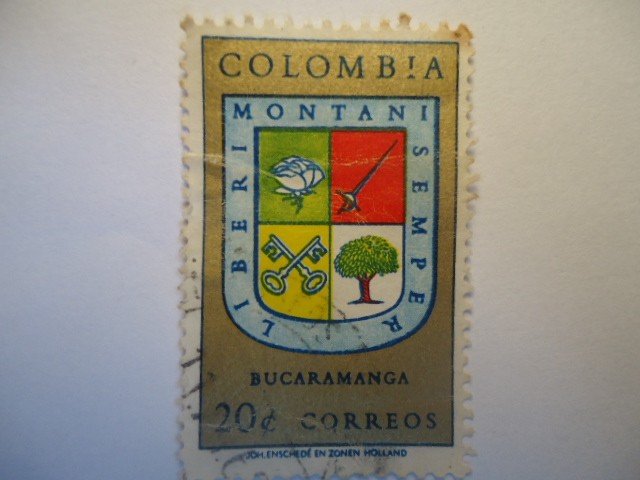 COLOMBIA
MONTANI
SEMPER
LIBERI
BUCARAMANGA
20¢ CORREOS
JOH. ENSCHEDÉ EN ZONEN HOLLAND